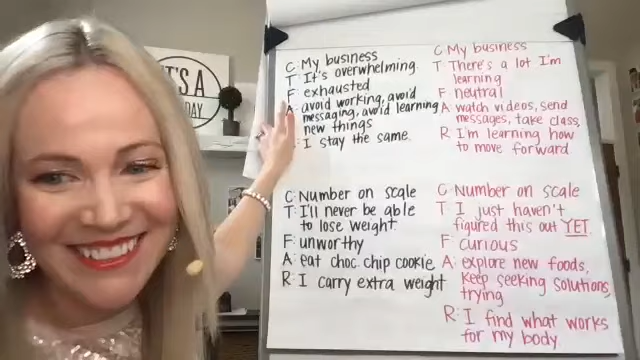 IT'S A
DAY
C: My business
T: It's overwhelming.
F: exhausted
A: avoid working, avoid
messaging, avoid learning
new things
: I stay the same.
C My business
T There's a lot I'm
learning
F neutral
A watch videos, send
messages, take class,
R I'm learning how
to move forward
C: Number on scale
T: I'll never be able
to lose weight.
F: unworthy
A: eat choc. chip cookie
R: I carry extra weight
C: Number on scale
T I just haven't
figured this out YET.
F: curious
A: explore new foods,
Keep seeking solutions,
trying
R: I find what works
for my body.